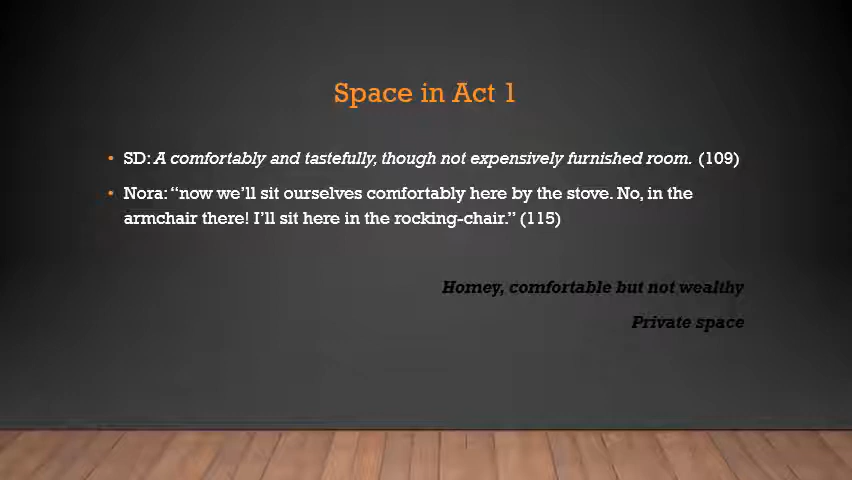 Space in Act 1
• SD: A comfortably and tastefully, though not expensively furnished room. (109)
• Nora: “now we’ll sit ourselves comfortably here by the stove. No, in the
armchair there! I’ll sit here in the rocking-chair.” (115)
Homey, comfortable but not wealthy
Private space